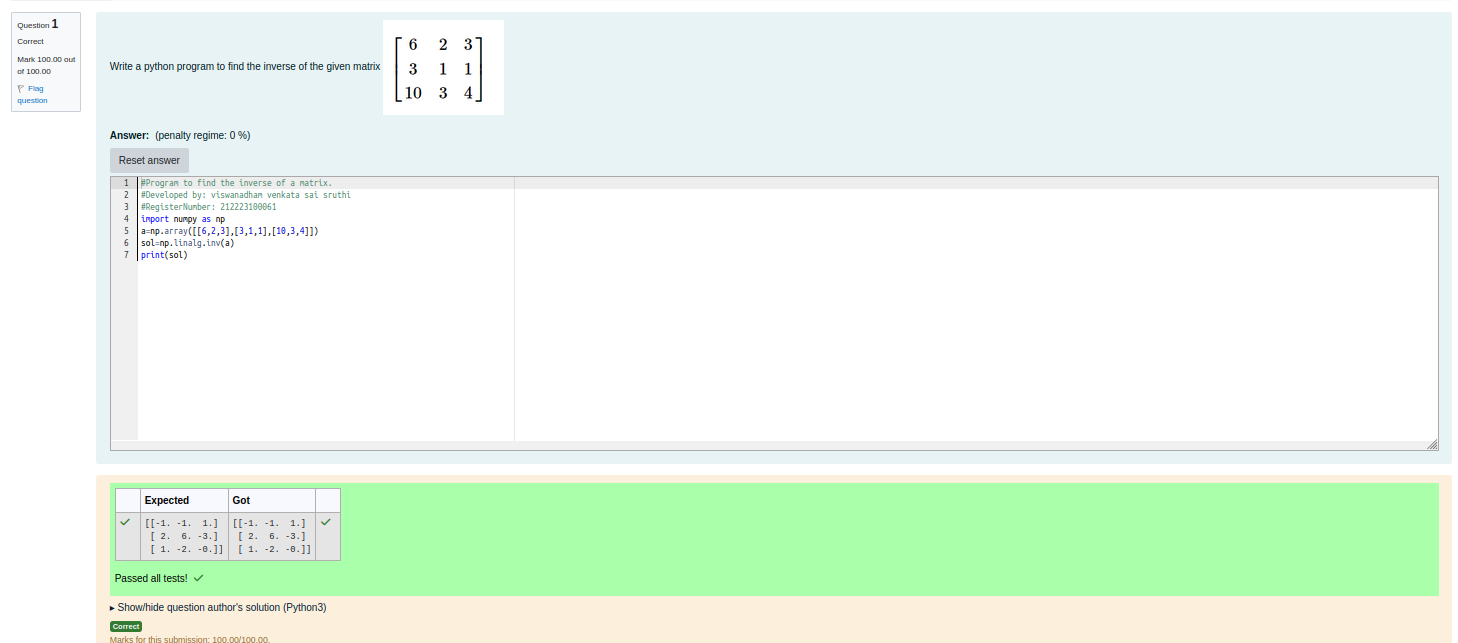 Question 1
Correct
Mark 100.00 out
of 100.00
Flag
question
Write a python program to find the inverse of the given matrix
6 2 3
3 1 1
10 3 4
Answer: (penalty regime: 0 %)
Reset answer
1 #Program to find the inverse of a matrix.
2 #Developed by: viswanadham venkata sai sruthi
3 #RegisterNumber: 212223100061
4 import numpy as np
5 a=np.array([[6,2,3],[3,1,1],[10,3,4]])
6 sol=np.linalg.inv(a)
7 print(sol)
Expected Got
[[-1. -1. 1.] [[-1. -1. 1.]
[ 2. 6. -3.] [ 2. 6. -3.]
[ 1. -2. -0.]] [ 1. -2. -0.]]
Passed all tests!
Show/hide question author's solution (Python3)
Correct
Marks for this submission: 100.00/100.00.